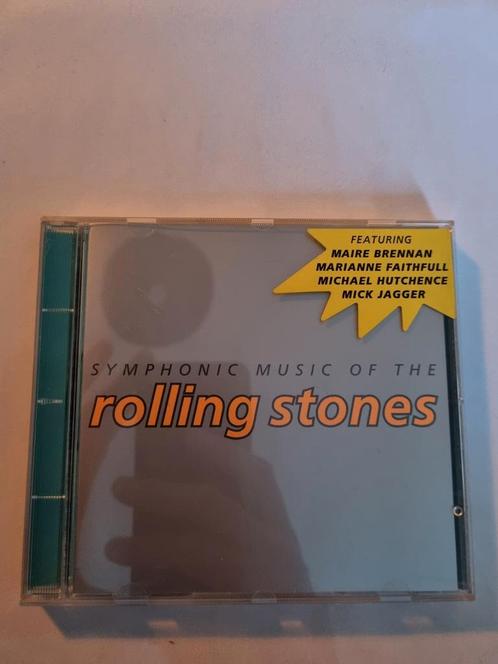 FEATURING
MAIRE BRENNAN
MARIANNE FAITHFULL
MICHAEL HUTCHENCE
MICK JAGGER
SYMPHONIC MUSIC OF THE
rolling stones